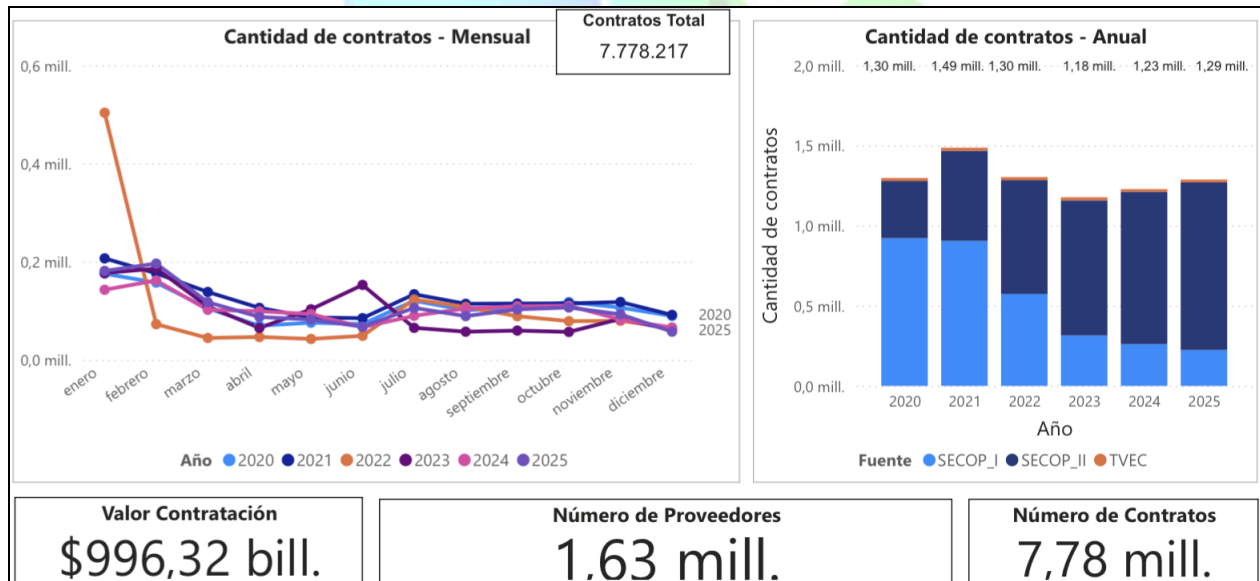 Cantidad de contratos - Mensual
Contratos Total
7.778.217
0,6 mill.
0,4 mill.
0,2 mill.
0,0 mill.
2020
2025
enero
febrero
marzo
abril
mayo
junio
julio
agosto
septiembre
octubre
noviembre
diciembre
Año 2020 2021 2022 2023 2024 2025
Cantidad de contratos - Anual
2,0 mill. 1,30 mill. 1,49 mill. 1,30 mill. 1,18 mill. 1,23 mill. 1,29 mill.
1,5 mill.
1,0 mill.
0,5 mill.
0,0 mill.
Cantidad de contratos
2020 2021 2022 2023 2024 2025
Año
Fuente SECOP_I SECOP_II TVEC
Valor Contratación
$996,32 bill.
Número de Proveedores
1,63 mill.
Número de Contratos
7,78 mill.